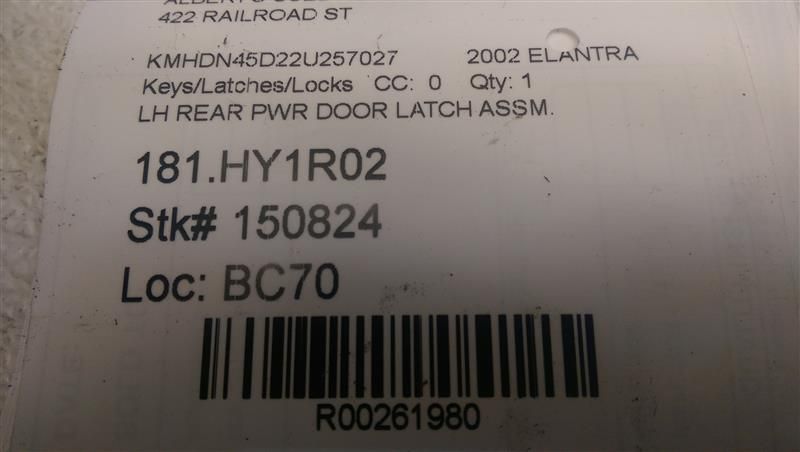 422 RAILROAD ST
KMHDN45D22U257027 2002 ELANTRA
Keys/Latches/Locks CC: 0 Qty: 1
LH REAR PWR DOOR LATCH ASSM.
181.HY1R02
Stk# 150824
Loc: BC70
R00261980